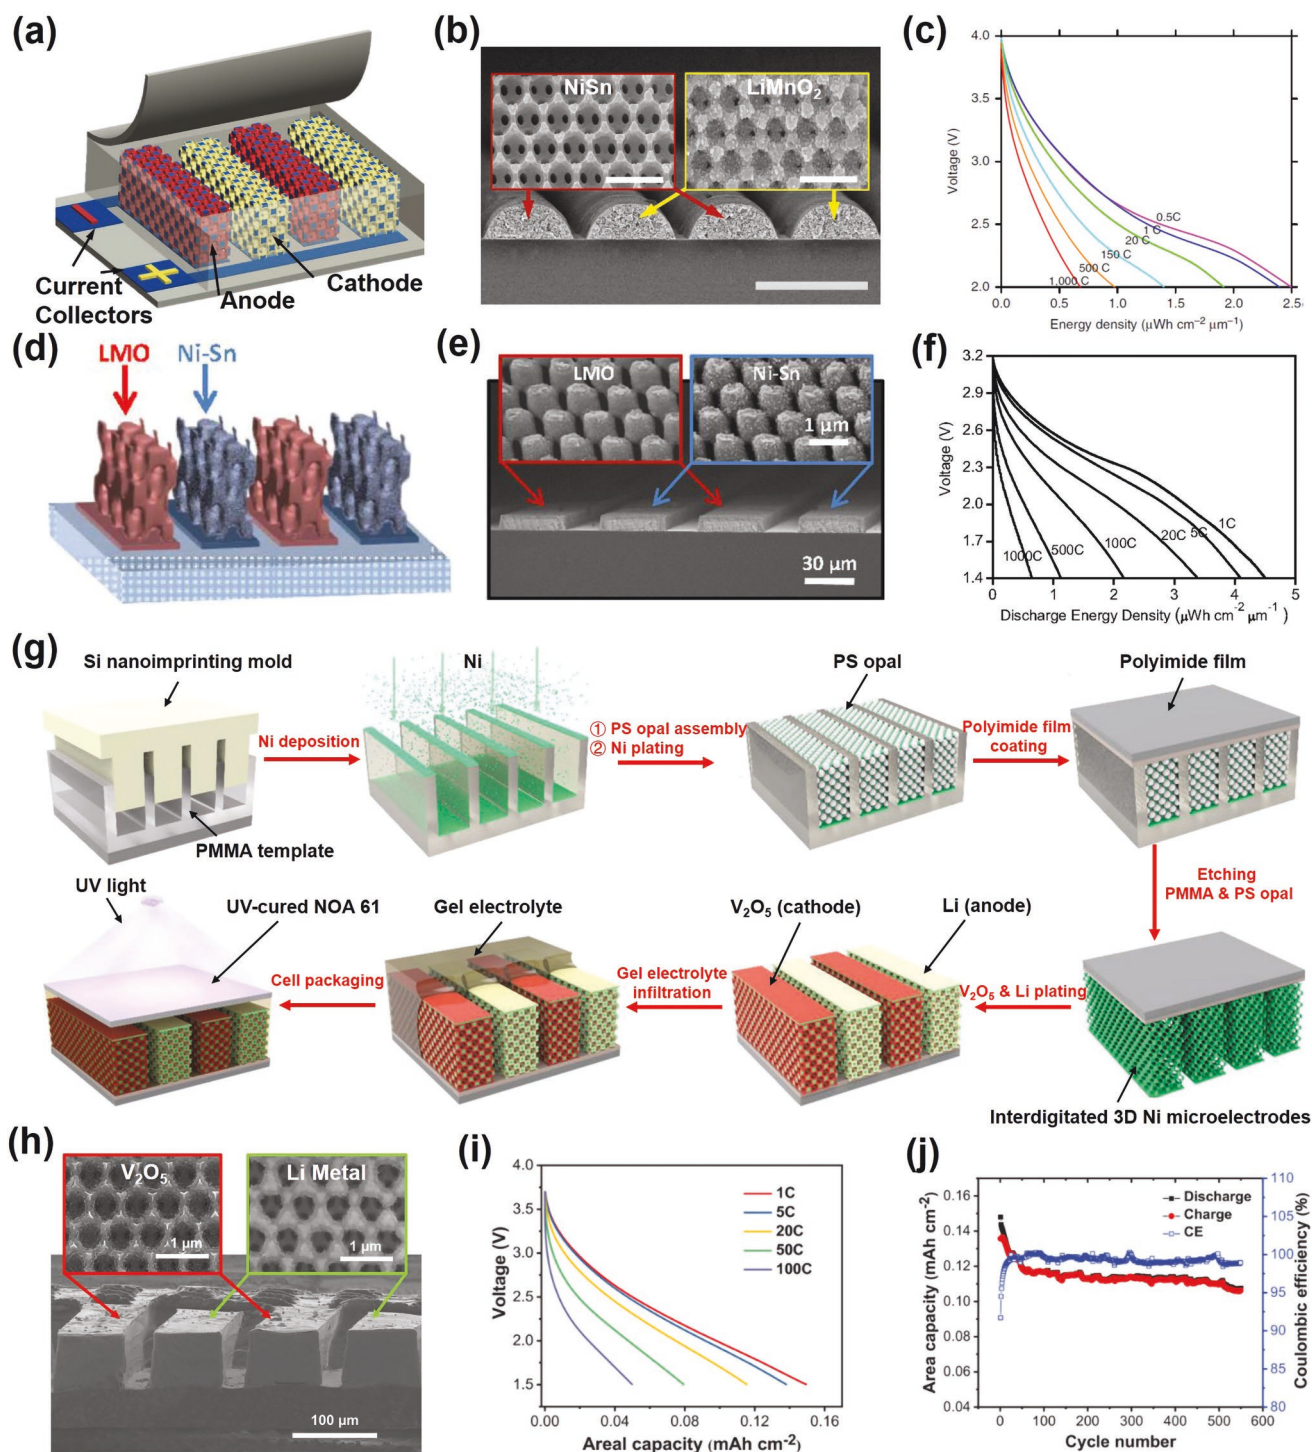 (a)
Current
Collectors
Anode
Cathode
(b)
NiSn
LiMnO₂
(c)
4.0
3.5
3.0
2.5
2.0
Voltage (V)
0.5C
1 C
20 C
150 C
500 C
1,000 C
0.0
0.5
1.0
1.5
2.0
2.5
Energy density (μWh cm⁻² μm⁻¹)
(d)
LMO
Ni-Sn
(e)
LMO
Ni-Sn
1 μm
30 μm
(f)
3.2
2.9
2.6
2.3
2.0
1.7
1.4
Voltage (V)
1000C
500C
100C
20C
5C
1C
0
1
2
3
4
5
Discharge Energy Density (μWh cm⁻² μm⁻¹)
(g)
Si nanoimprinting mold
PMMA template
Ni deposition
Ni
① PS opal assembly
② Ni plating
PS opal
Polyimide film
coating
Polyimide film
Etching
PMMA & PS opal
Interdigitated 3D Ni microelectrodes
V₂O₅ & Li plating
V₂O₅ (cathode)
Li (anode)
Gel electrolyte
infiltration
Gel electrolyte
Cell packaging
UV light
UV-cured NOA 61
(h)
V₂O₅
1 μm
Li Metal
1 μm
100 μm
(i)
4.0
3.5
3.0
2.5
2.0
1.5
Voltage (V)
1C
5C
20C
50C
100C
0.00
0.04
0.08
0.12
0.16
Areal capacity (mAh cm⁻²)
(j)
0.16
0.14
0.12
0.10
0.08
0.06
0.04
Area capacity (mAh cm⁻²)
Discharge
Charge
CE
110
105
100
95
90
85
80
Coulombic efficiency (%)
0
100
200
300
400
500
600
Cycle number